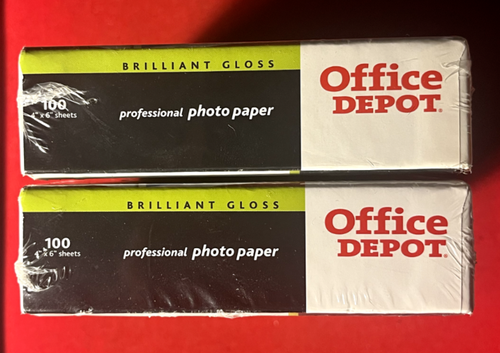 BRILLIANT GLOSS
Office
DEPOT.
100
4" x 6" sheets
professional photo paper
BRILLIANT GLOSS
Office
DEPOT.
100
4" x 6" sheets
professional photo paper